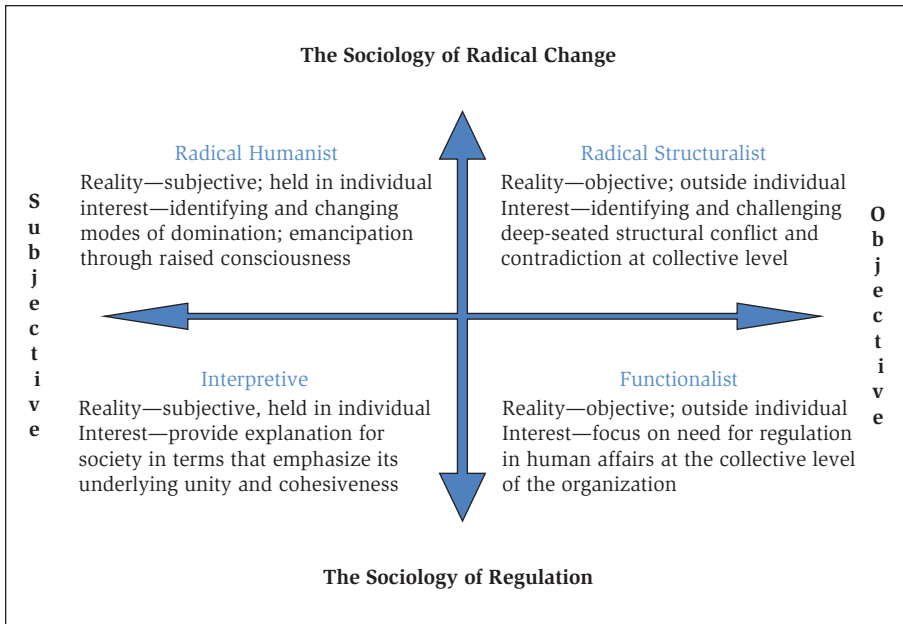 The Sociology of Radical Change
Subjective
Radical Humanist
Reality—subjective; held in individual
interest—identifying and changing
modes of domination; emancipation
through raised consciousness
Radical Structuralist
Reality—objective; outside individual
Interest—identifying and challenging
deep-seated structural conflict and
contradiction at collective level
Objective
Interpretive
Reality—subjective, held in individual
Interest—provide explanation for
society in terms that emphasize its
underlying unity and cohesiveness
Functionalist
Reality—objective; outside individual
Interest—focus on need for regulation
in human affairs at the collective level
of the organization
The Sociology of Regulation